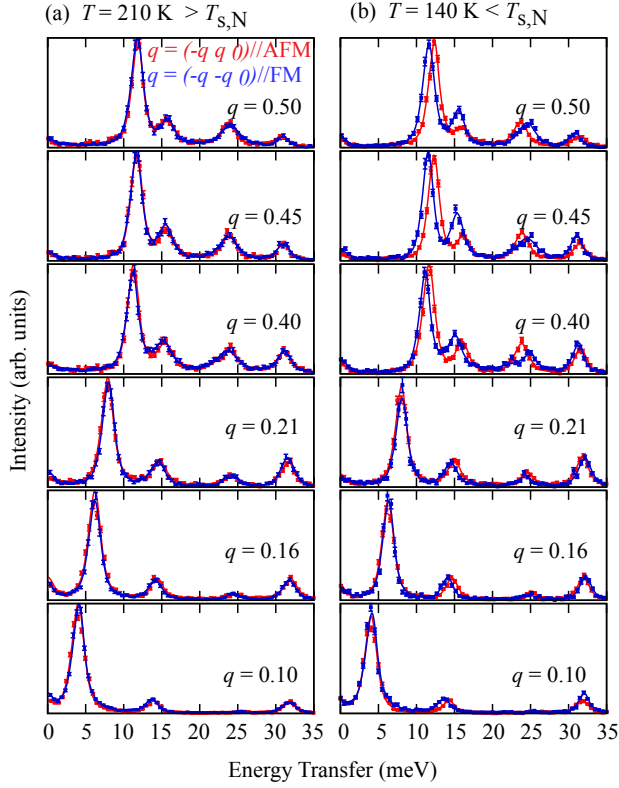 (a) T = 210 K > T_s,N
(b) T = 140 K < T_s,N
q = (-q q 0)//AFM
q = (-q -q 0)//FM
q = 0.50
q = 0.50
q = 0.45
q = 0.45
q = 0.40
q = 0.40
q = 0.21
q = 0.21
q = 0.16
q = 0.16
q = 0.10
q = 0.10
Intensity (arb. units)
0 5 10 15 20 25 30 35
0 5 10 15 20 25 30 35
Energy Transfer (meV)